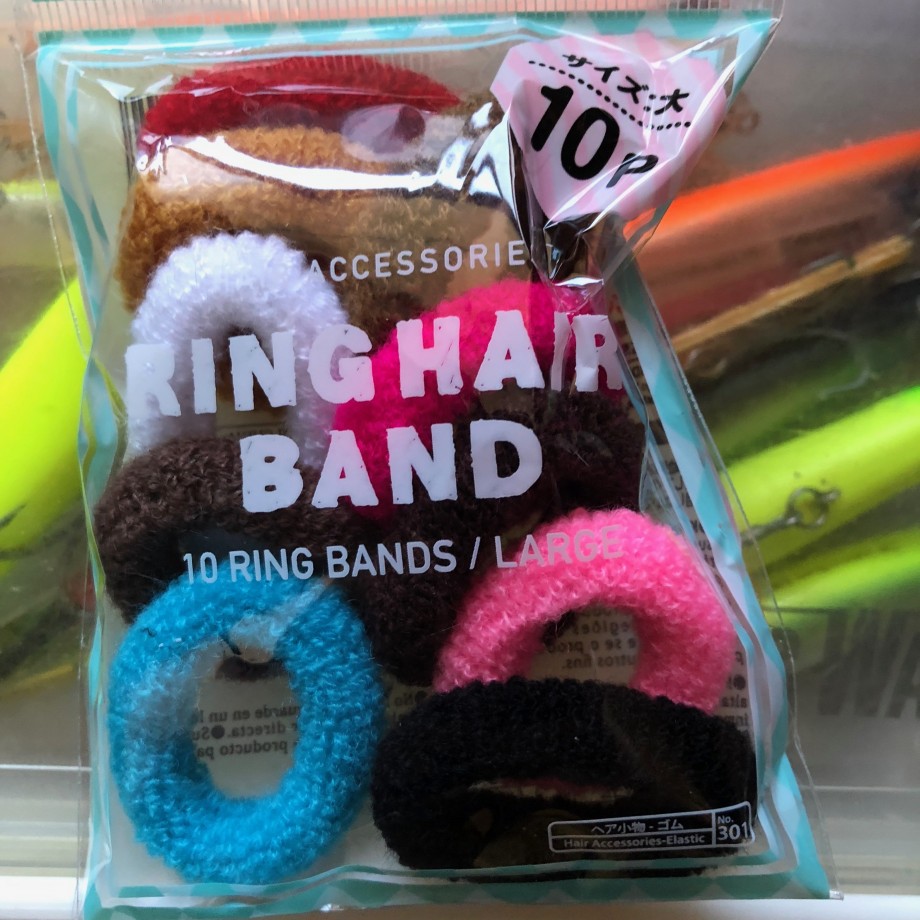 サイズ:大
10P
ACCESSORIE
RING HAIR
BAND
10 RING BANDS / LARGE
ヘア小物-ゴム
Hair Accessories-Elastic
No.
301